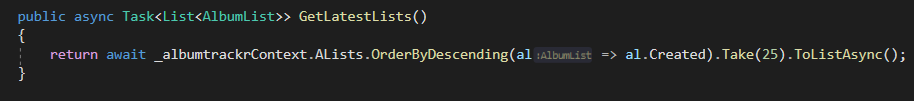 public async Task<List<AlbumList>> GetLatestLists()
{
return await _albumtrackrContext.ALists.OrderByDescending(al:AlbumList => al.Created).Take(25).ToListAsync();
}